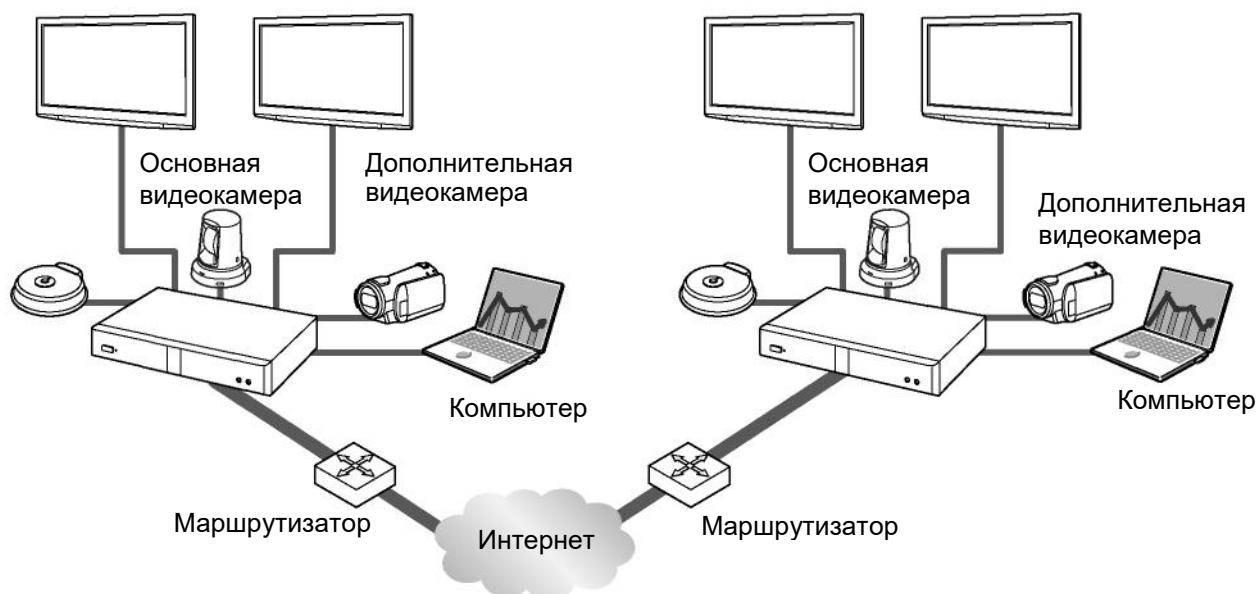 Основная
видеокамера
Дополнительная
видеокамера
Основная
видеокамера
Дополнительная
видеокамера
Компьютер
Компьютер
Маршрутизатор
Интернет
Маршрутизатор